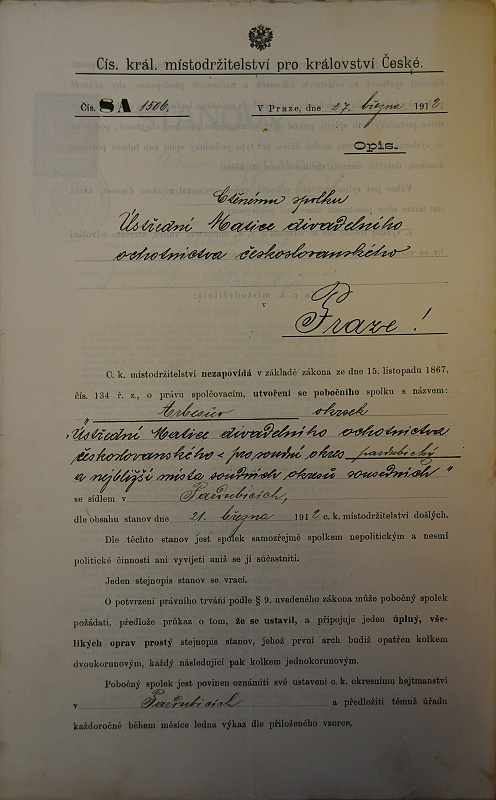 Čís. král. místodržitelství pro království České.
Čís. 8A 1506. V Praze, dne 27. března 1912
Opis.
Ctěnému spolku
Ústřední Matice divadelního
ochotnictva českoslovanského
v
Praze!
C. k. místodržitelství nezapovídá v základě zákona ze dne 15. listopadu 1867,
čís. 134 ř. z., o právu spolčovacím, utvoření se pobočního spolku s názvem:
„Arbesův okrsek
„Ústřední Matice divadelního ochotnictva
českoslovanského" pro soudní okres pardubický
a nejbližší místa soudních okresů sousedních"
se sídlem v Pardubicích,
dle obsahu stanov dne 21. března 1912 c. k. místodržitelství došlých.
Dle těchto stanov jest spolek samozřejmě spolkem nepolitickým a nesmí
politické činnosti ani vyvíjeti aniž se jí súčastniti.
Jeden stejnopis stanov se vrací.
O potvrzení právního trvání podle § 9. uvedeného zákona může pobočný spolek
požádati, předlože průkaz o tom, že se ustavil, a připojuje jeden úplný, vše-
likých oprav prostý stejnopis stanov, jehož první arch budiž opatřen kolkem
dvoukorunovým, každý následující pak kolkem jednokorunovým.
Pobočný spolek jest povinen oznámiti své ustavení c. k. okresnímu hejtmanství
v Pardubicích a předložiti témuž úřadu
každoročně během měsíce ledna výkaz dle přiloženého vzorce.